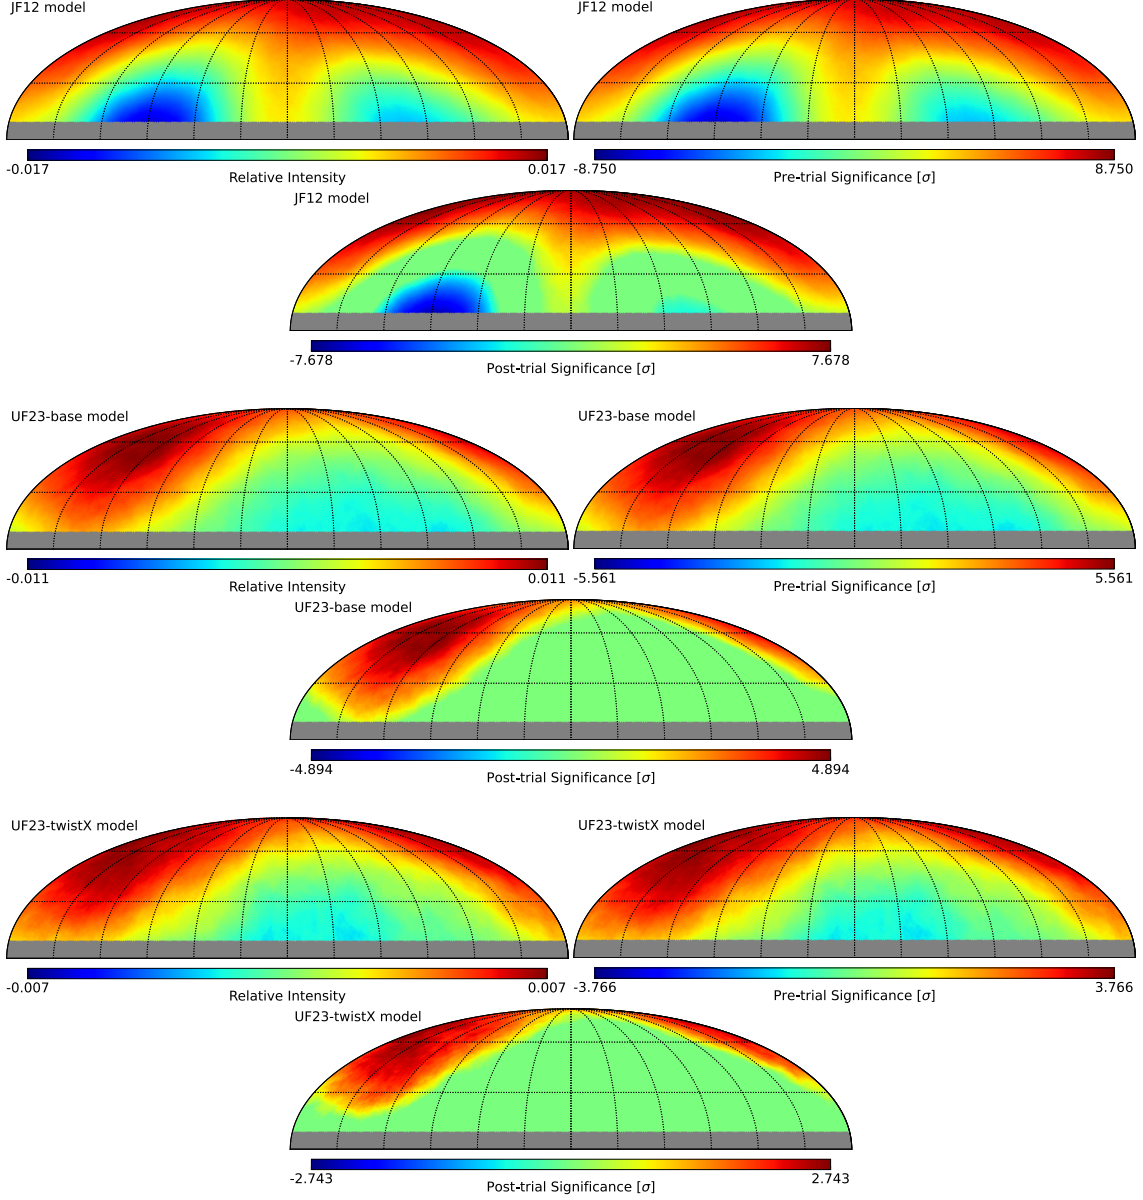 JF12 model
JF12 model
-0.017 0.017
Relative Intensity
-8.750 8.750
Pre-trial Significance [σ]
JF12 model
-7.678 7.678
Post-trial Significance [σ]
UF23-base model
UF23-base model
-0.011 0.011
Relative Intensity
-5.561 5.561
Pre-trial Significance [σ]
UF23-base model
-4.894 4.894
Post-trial Significance [σ]
UF23-twistX model
UF23-twistX model
-0.007 0.007
Relative Intensity
-3.766 3.766
Pre-trial Significance [σ]
UF23-twistX model
-2.743 2.743
Post-trial Significance [σ]